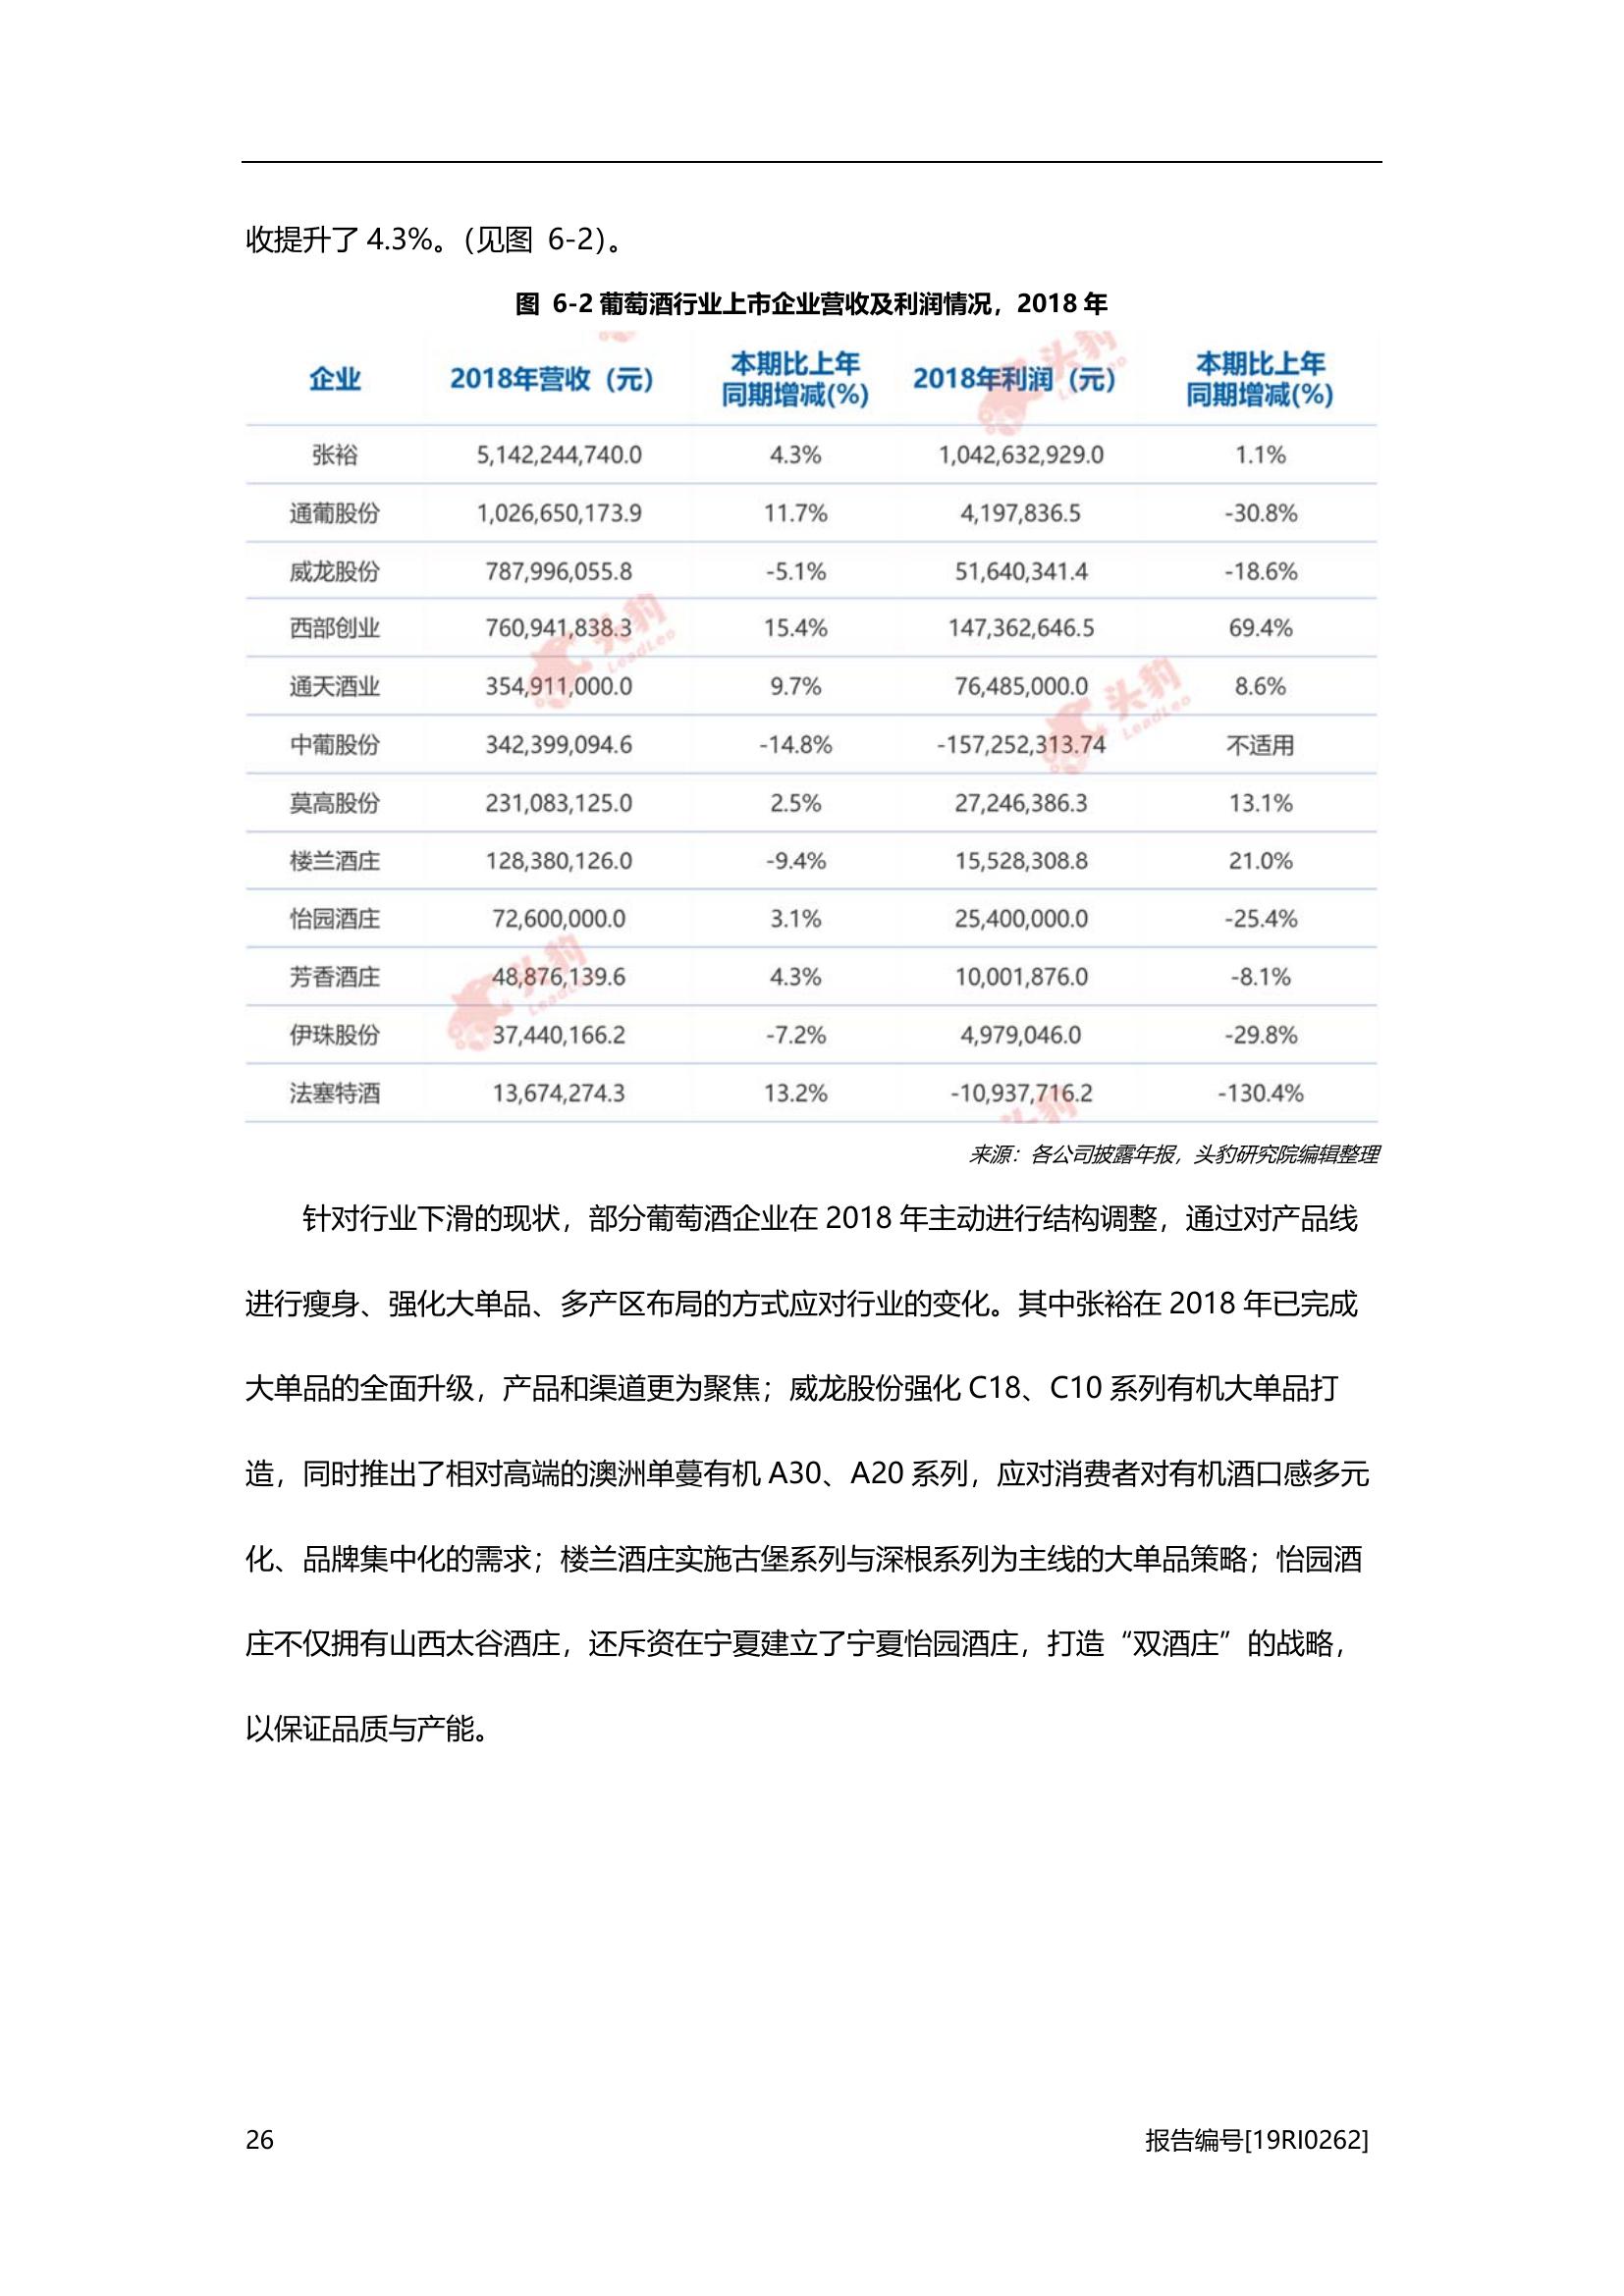 收提升了 4.3%。（见图 6-2）。
图 6-2 葡萄酒行业上市企业营收及利润情况，2018 年
企业 2018年营收（元） 本期比上年同期增减(%) 2018年利润（元） 本期比上年同期增减(%)
张裕 5,142,244,740.0 4.3% 1,042,632,929.0 1.1%
通葡股份 1,026,650,173.9 11.7% 4,197,836.5 -30.8%
威龙股份 787,996,055.8 -5.1% 51,640,341.4 -18.6%
西部创业 760,941,838.3 15.4% 147,362,646.5 69.4%
通天酒业 354,911,000.0 9.7% 76,485,000.0 8.6%
中葡股份 342,399,094.6 -14.8% -157,252,313.74 不适用
莫高股份 231,083,125.0 2.5% 27,246,386.3 13.1%
楼兰酒庄 128,380,126.0 -9.4% 15,528,308.8 21.0%
怡园酒庄 72,600,000.0 3.1% 25,400,000.0 -25.4%
芳香酒庄 48,876,139.6 4.3% 10,001,876.0 -8.1%
伊珠股份 37,440,166.2 -7.2% 4,979,046.0 -29.8%
法塞特酒 13,674,274.3 13.2% -10,937,716.2 -130.4%
头豹 LeadLeo
头豹 LeadLeo
头豹 LeadLeo
头豹 LeadLeo
头豹
来源：各公司披露年报，头豹研究院编辑整理
针对行业下滑的现状，部分葡萄酒企业在 2018 年主动进行结构调整，通过对产品线
进行瘦身、强化大单品、多产区布局的方式应对行业的变化。其中张裕在 2018 年已完成
大单品的全面升级，产品和渠道更为聚焦；威龙股份强化 C18、C10 系列有机大单品打
造，同时推出了相对高端的澳洲单蔓有机 A30、A20 系列，应对消费者对有机酒口感多元
化、品牌集中化的需求；楼兰酒庄实施古堡系列与深根系列为主线的大单品策略；怡园酒
庄不仅拥有山西太谷酒庄，还斥资在宁夏建立了宁夏怡园酒庄，打造“双酒庄”的战略，
以保证品质与产能。
26 报告编号[19RI0262]